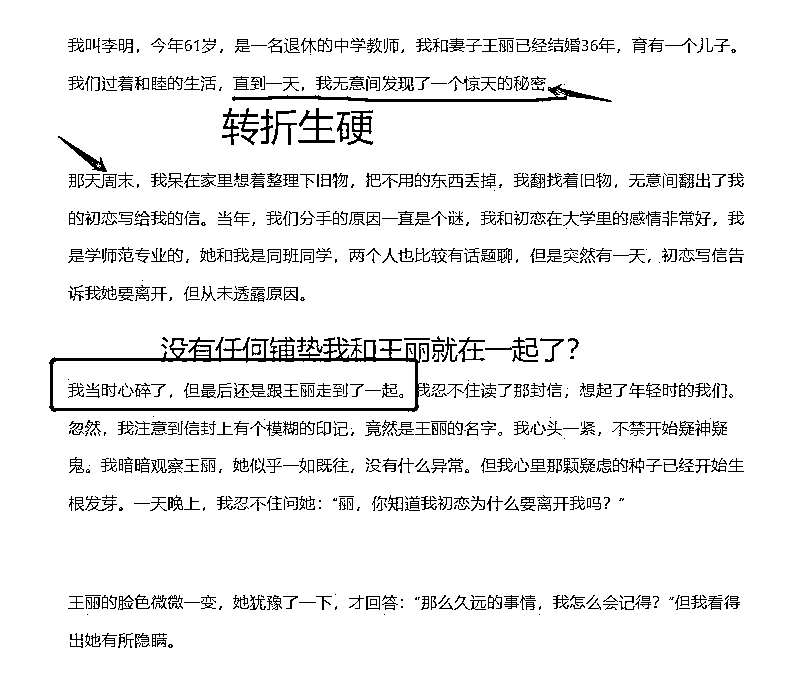 我叫李明，今年61岁，是一名退休的中学教师，我和妻子王丽已经结婚36年，育有一个儿子。
我们过着和睦的生活，直到一天，我无意间发现了一个惊天的秘密
转折生硬
那天周末，我呆在家里想着整理下旧物，把不用的东西丢掉，我翻找着旧物，无意间翻出了我
的初恋写给我的信。当年，我们分手的原因一直是个谜，我和初恋在大学里的感情非常好，我
是学师范专业的，她和我是同班同学，两个人也比较有话题聊，但是突然有一天，初恋写信告
诉我她要离开，但从未透露原因。
没有任何铺垫我和王丽就在一起了？
我当时心碎了，但最后还是跟王丽走到了一起。我忍不住读了那封信，想起了年轻时的我们。
忽然，我注意到信封上有个模糊的印记，竟然是王丽的名字。我心头一紧，不禁开始疑神疑
鬼。我暗暗观察王丽，她似乎一如既往，没有什么异常。但我心里那颗疑虑的种子已经开始生
根发芽。一天晚上，我忍不住问她：“丽，你知道我初恋为什么要离开我吗？”
王丽的脸色微微一变，她犹豫了一下，才回答：“那么久远的事情，我怎么会记得？”但我看得
出她有所隐瞒。